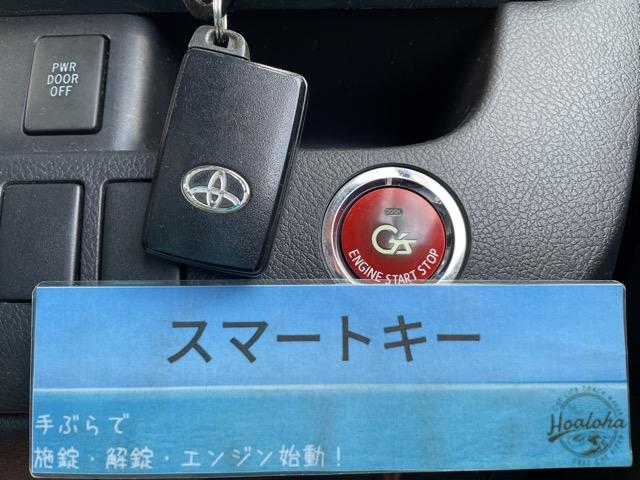 PWR
DOOR
OFF
G's
ENGINE START STOP
スマートキー
手ぶらで
施錠・解錠・エンジン始動！
Hoaloha